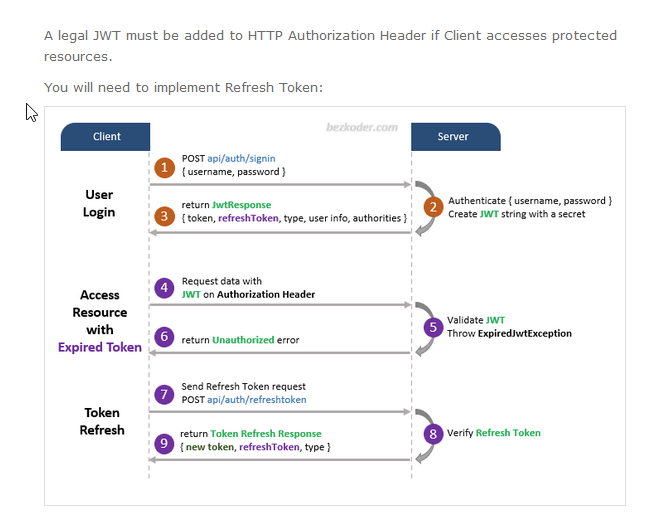 A legal JWT must be added to HTTP Authorization Header if Client accesses protected
resources.
You will need to implement Refresh Token:
bezkoder.com
Client
Server
1
POST api/auth/signin
{ username, password }
User
Login
2
Authenticate { username, password }
Create JWT string with a secret
3
return JwtResponse
{ token, refreshToken, type, user info, authorities }
Access
Resource
with
Expired Token
4
Request data with
JWT on Authorization Header
5
Validate JWT
Throw ExpiredJwtException
6
return Unauthorized error
Token
Refresh
7
Send Refresh Token request
POST api/auth/refreshtoken
8
Verify Refresh Token
9
return Token Refresh Response
{ new token, refreshToken, type }